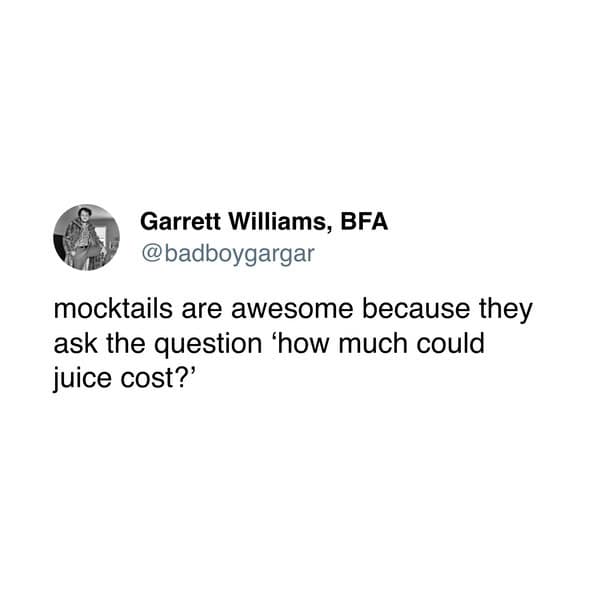 Garrett Williams, BFA
@badboygargar
mocktails are awesome because they
ask the question ‘how much could
juice cost?’